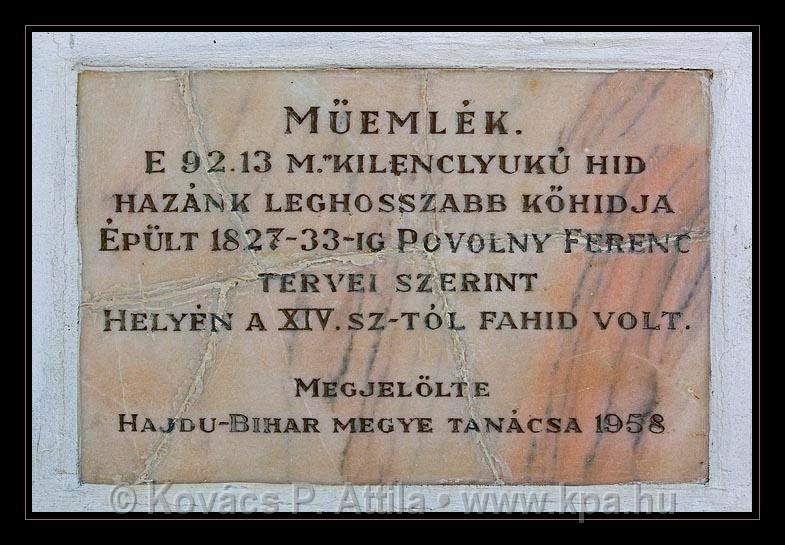 MŰEMLÉK.
E 92.13 M."KILENCLYUKÚ HID
HAZÁNK LEGHOSSZABB KŐHIDJA
ÉPÜLT 1827-33-IG POVOLNY FERENC
TERVEI SZERINT
HELYÉN A XIV. SZ-TÓL FAHID VOLT.
MEGJELÖLTE
HAJDU-BIHAR MEGYE TANÁCSA 1958
© Kovács P. Attila • www.kpa.hu